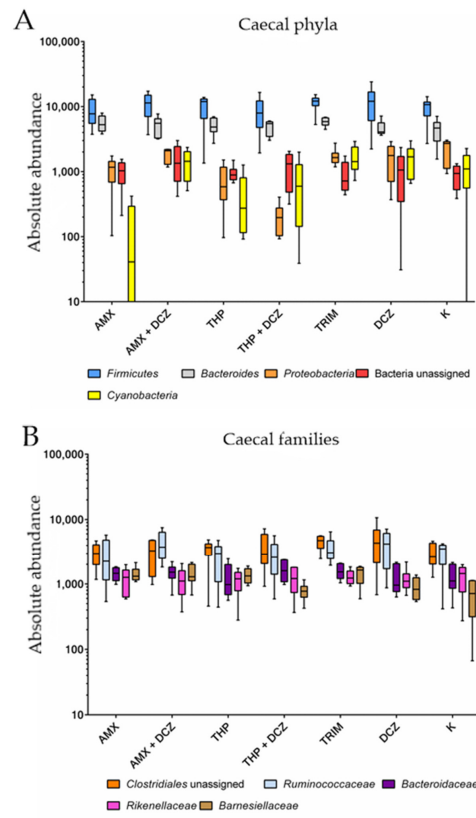 A
Caecal phyla
Absolute abundance
100,000
10,000
1,000
100
10
AMX
AMX + DCZ
THP
THP + DCZ
TRIM
DCZ
K
Firmicutes Bacteroides Proteobacteria Bacteria unassigned
Cyanobacteria
B
Caecal families
Absolute abundance
100,000
10,000
1,000
100
10
AMX
AMX + DCZ
THP
THP + DCZ
TRIM
DCZ
K
Clostridiales unassigned Ruminococcaceae Bacteroidaceae
Rikenellaceae Barnesiellaceae